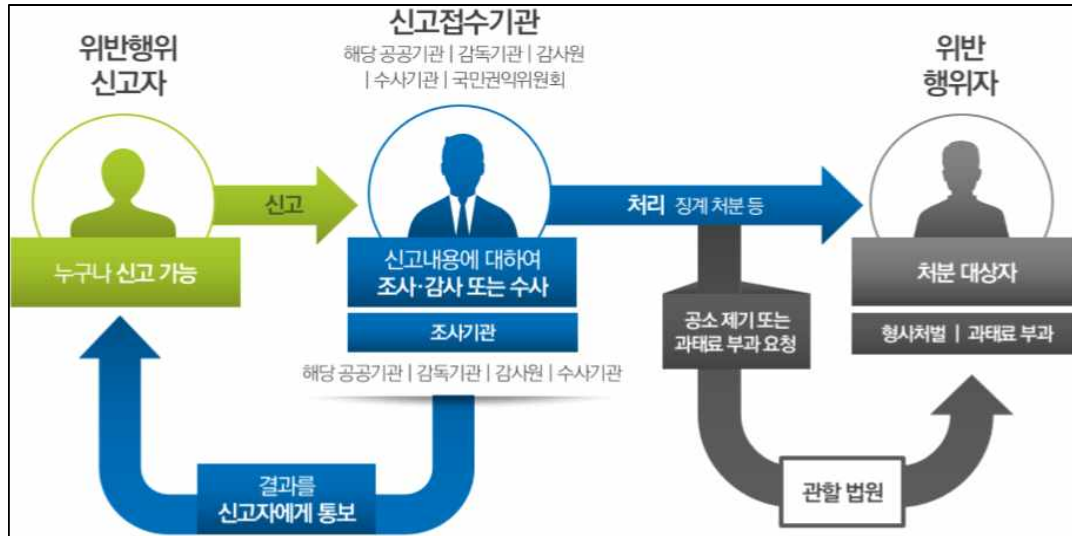 위반행위
신고자
신고접수기관
해당 공공기관 | 감독기관 | 감사원
| 수사기관 | 국민권익위원회
위반
행위자
신고
처리 징계 처분 등
누구나 신고 가능
신고내용에 대하여
조사·감사 또는 수사
조사기관
해당 공공기관 | 감독기관 | 감사원 | 수사기관
공소 제기 또는
과태료 부과 요청
처분 대상자
형사처벌 | 과태료 부과
결과를
신고자에게 통보
관할 법원